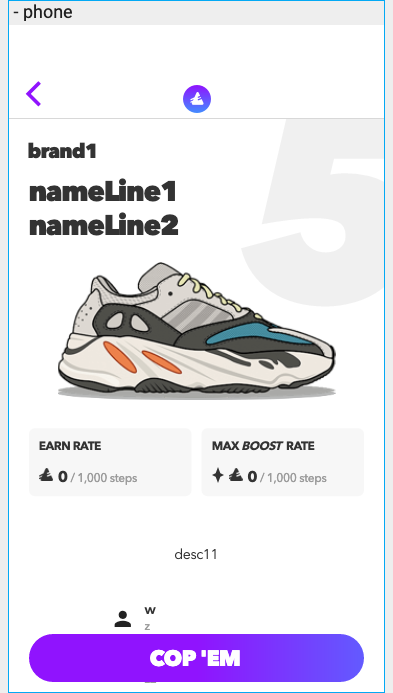 - phone
5
brand1
nameLine1
nameLine2
EARN RATE
0 / 1,000 steps
MAX BOOST RATE
0 / 1,000 steps
desc11
w
z
COP 'EM